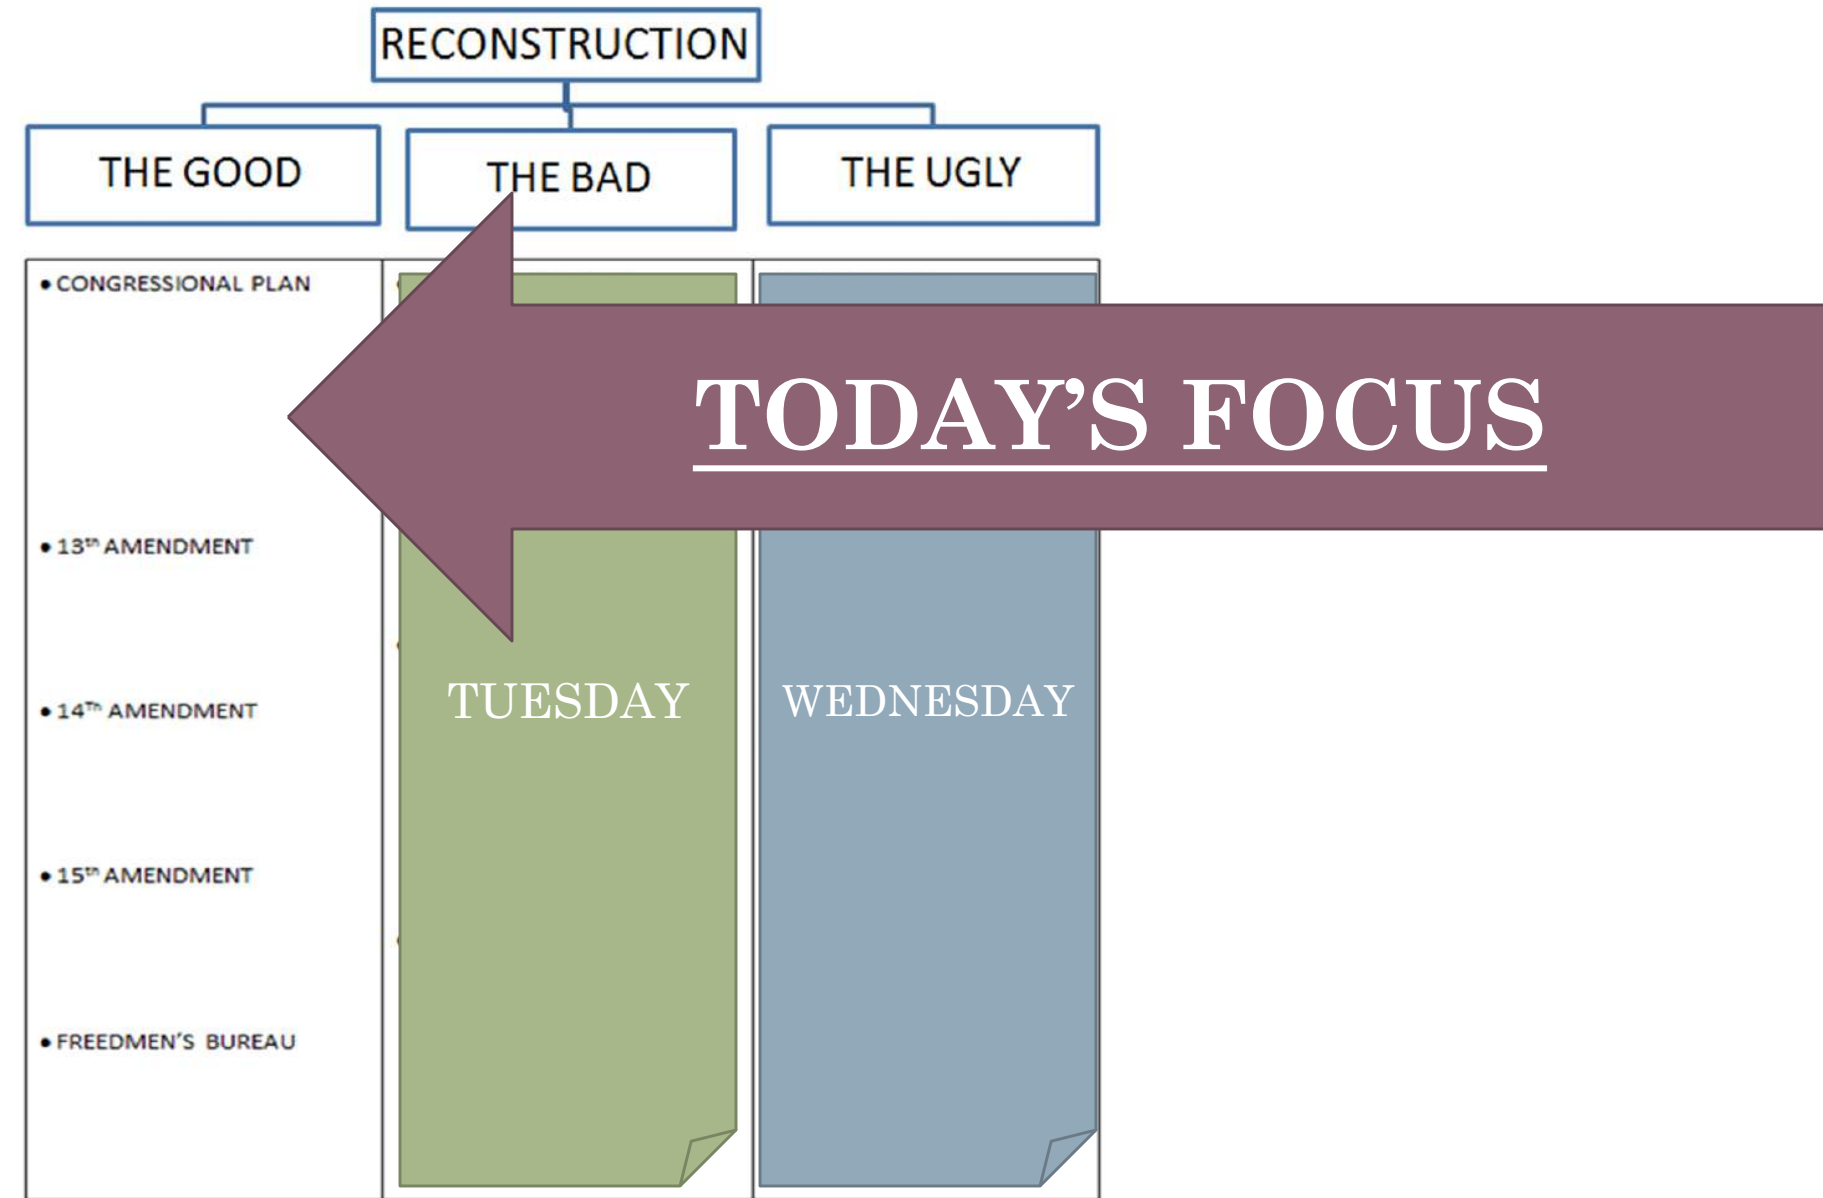 RECONSTRUCTION
THE GOOD
THE BAD
THE UGLY
• CONGRESSIONAL PLAN
TODAY’S FOCUS
• 13th AMENDMENT
• 14Th AMENDMENT
TUESDAY
WEDNESDAY
• 15th AMENDMENT
• FREEDMEN’S BUREAU